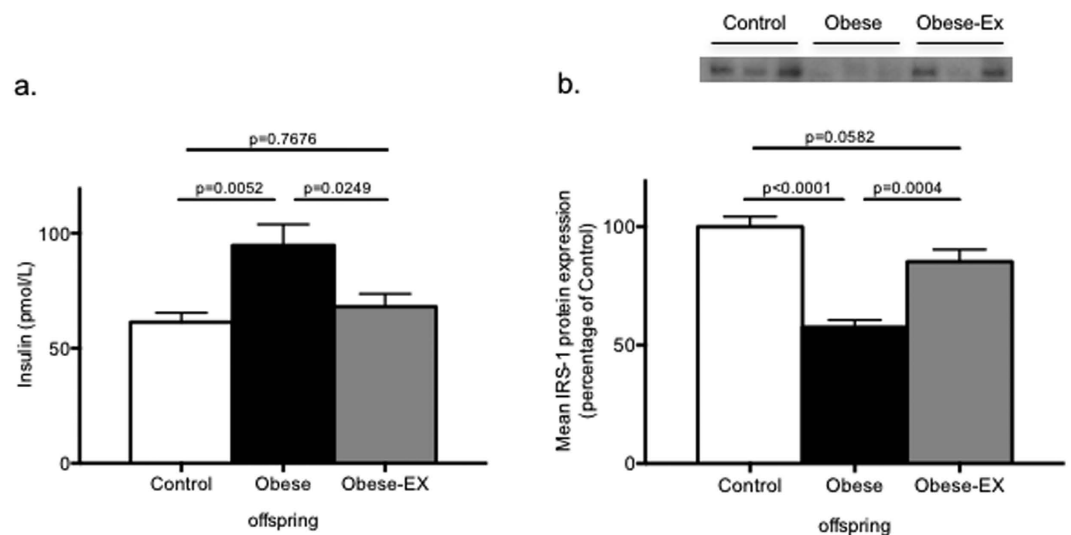 a.
p=0.7676
p=0.0052 p=0.0249
Insulin (pmol/L)
100
50
0
Control Obese Obese-EX
offspring
b.
Control Obese Obese-Ex
p=0.0582
p<0.0001 p=0.0004
Mean IRS-1 protein expression
(percentage of Control)
100
50
0
Control Obese Obese-EX
offspring